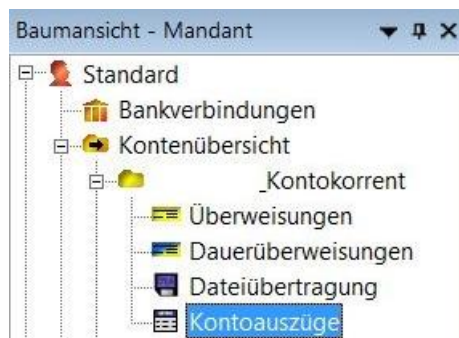 Baumansicht - Mandant
Standard
Bankverbindungen
Kontenübersicht
_Kontokorrent
Überweisungen
Dauerüberweisungen
Dateiübertragung
Kontoauszüge